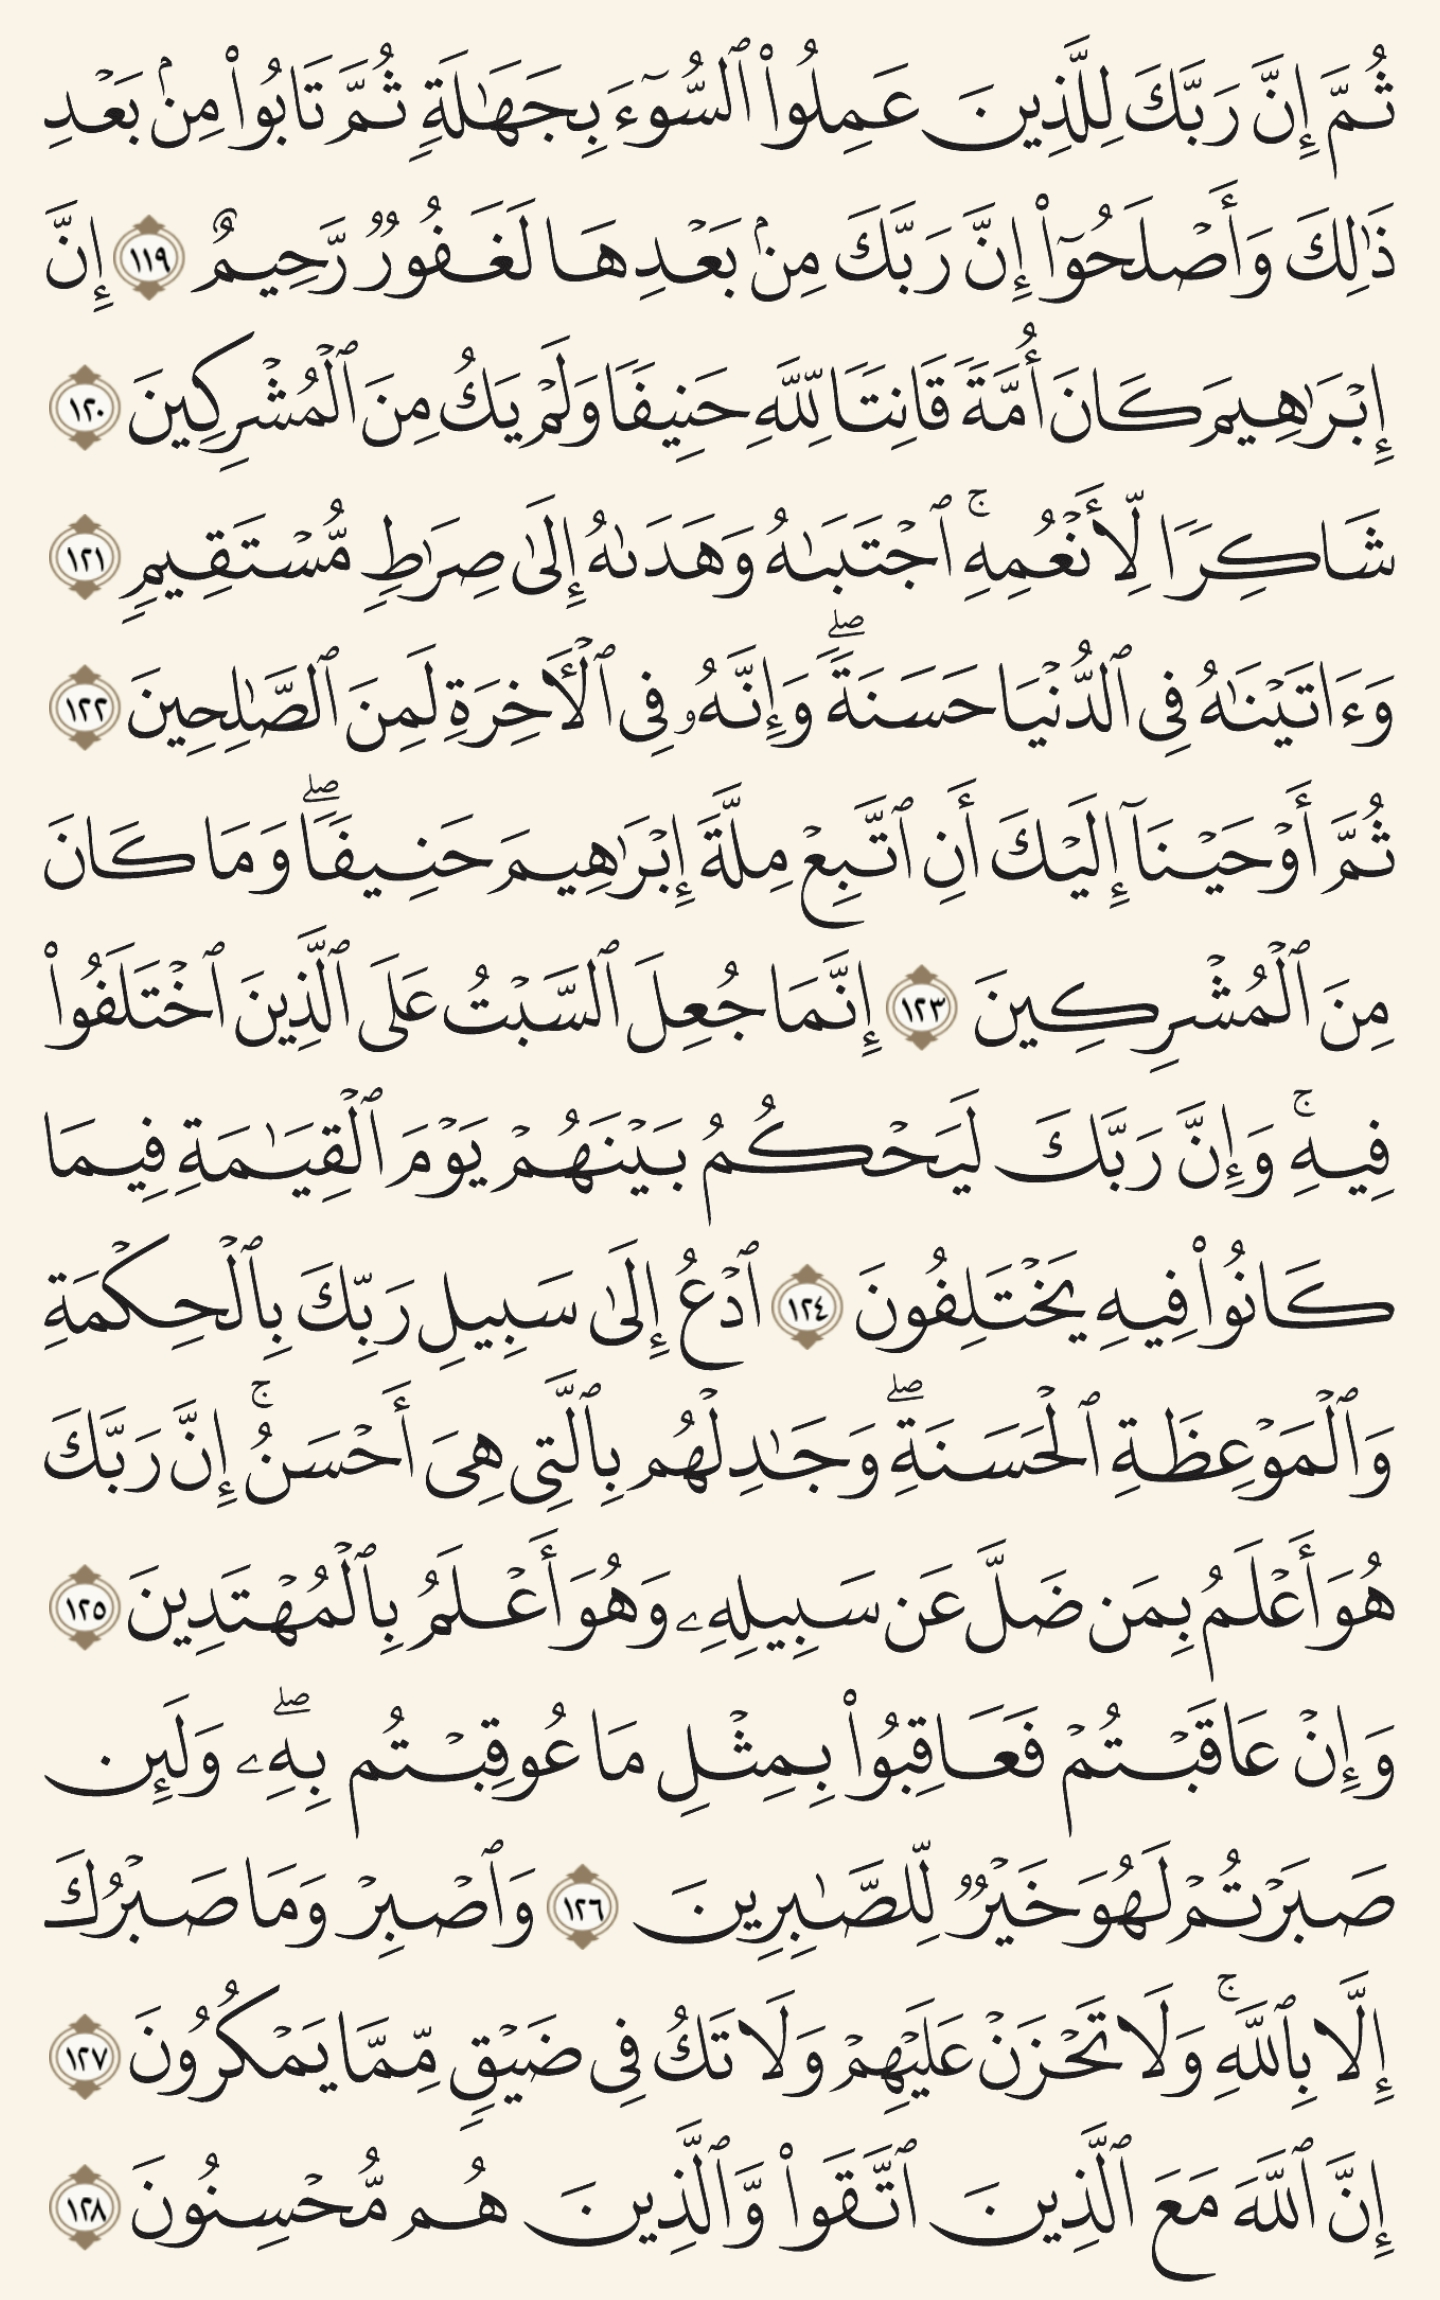 ثُمَّ إِنَّ رَبَّكَ لِلَّذِينَ عَمِلُوا۟ ٱلسُّوٓءَ بِجَهَـٰلَةٍۢ ثُمَّ تَابُوا۟ مِنۢ بَعْدِ
ذَٰلِكَ وَأَصْلَحُوٓا۟ إِنَّ رَبَّكَ مِنۢ بَعْدِهَا لَغَفُورٌۭ رَّحِيمٌ ١١٩ إِنَّ
إِبْرَٰهِيمَ كَانَ أُمَّةًۭ قَانِتًۭا لِّلَّهِ حَنِيفًۭا وَلَمْ يَكُ مِنَ ٱلْمُشْرِكِينَ ١٢٠
شَاكِرًۭا لِّأَنْعُمِهِ ۚ ٱجْتَبَىٰهُ وَهَدَىٰهُ إِلَىٰ صِرَٰطٍۢ مُّسْتَقِيمٍۢ ١٢١
وَءَاتَيْنَـٰهُ فِى ٱلدُّنْيَا حَسَنَةًۭ ۖ وَإِنَّهُۥ فِى ٱلْـَٔاخِرَةِ لَمِنَ ٱلصَّـٰلِحِينَ ١٢٢
ثُمَّ أَوْحَيْنَآ إِلَيْكَ أَنِ ٱتَّبِعْ مِلَّةَ إِبْرَٰهِيمَ حَنِيفًۭا ۖ وَمَا كَانَ
مِنَ ٱلْمُشْرِكِينَ ١٢٣ إِنَّمَا جُعِلَ ٱلسَّبْتُ عَلَى ٱلَّذِينَ ٱخْتَلَفُوا۟
فِيهِ ۚ وَإِنَّ رَبَّكَ لَيَحْكُمُ بَيْنَهُمْ يَوْمَ ٱلْقِيَـٰمَةِ فِيمَا
كَانُوا۟ فِيهِ يَخْتَلِفُونَ ١٢٤ ٱدْعُ إِلَىٰ سَبِيلِ رَبِّكَ بِٱلْحِكْمَةِ
وَٱلْمَوْعِظَةِ ٱلْحَسَنَةِ ۖ وَجَـٰدِلْهُم بِٱلَّتِى هِىَ أَحْسَنُ ۚ إِنَّ رَبَّكَ
هُوَ أَعْلَمُ بِمَن ضَلَّ عَن سَبِيلِهِۦ وَهُوَ أَعْلَمُ بِٱلْمُهْتَدِينَ ١٢٥
وَإِنْ عَاقَبْتُمْ فَعَاقِبُوا۟ بِمِثْلِ مَا عُوقِبْتُم بِهِۦ ۖ وَلَئِن
صَبَرْتُمْ لَهُوَ خَيْرٌۭ لِّلصَّـٰبِرِينَ ١٢٦ وَٱصْبِرْ وَمَا صَبْرُكَ
إِلَّا بِٱللَّهِ ۚ وَلَا تَحْزَنْ عَلَيْهِمْ وَلَا تَكُ فِى ضَيْقٍۢ مِّمَّا يَمْكُرُونَ ١٢٧
إِنَّ ٱللَّهَ مَعَ ٱلَّذِينَ ٱتَّقَوا۟ وَّٱلَّذِينَ هُم مُّحْسِنُونَ ١٢٨